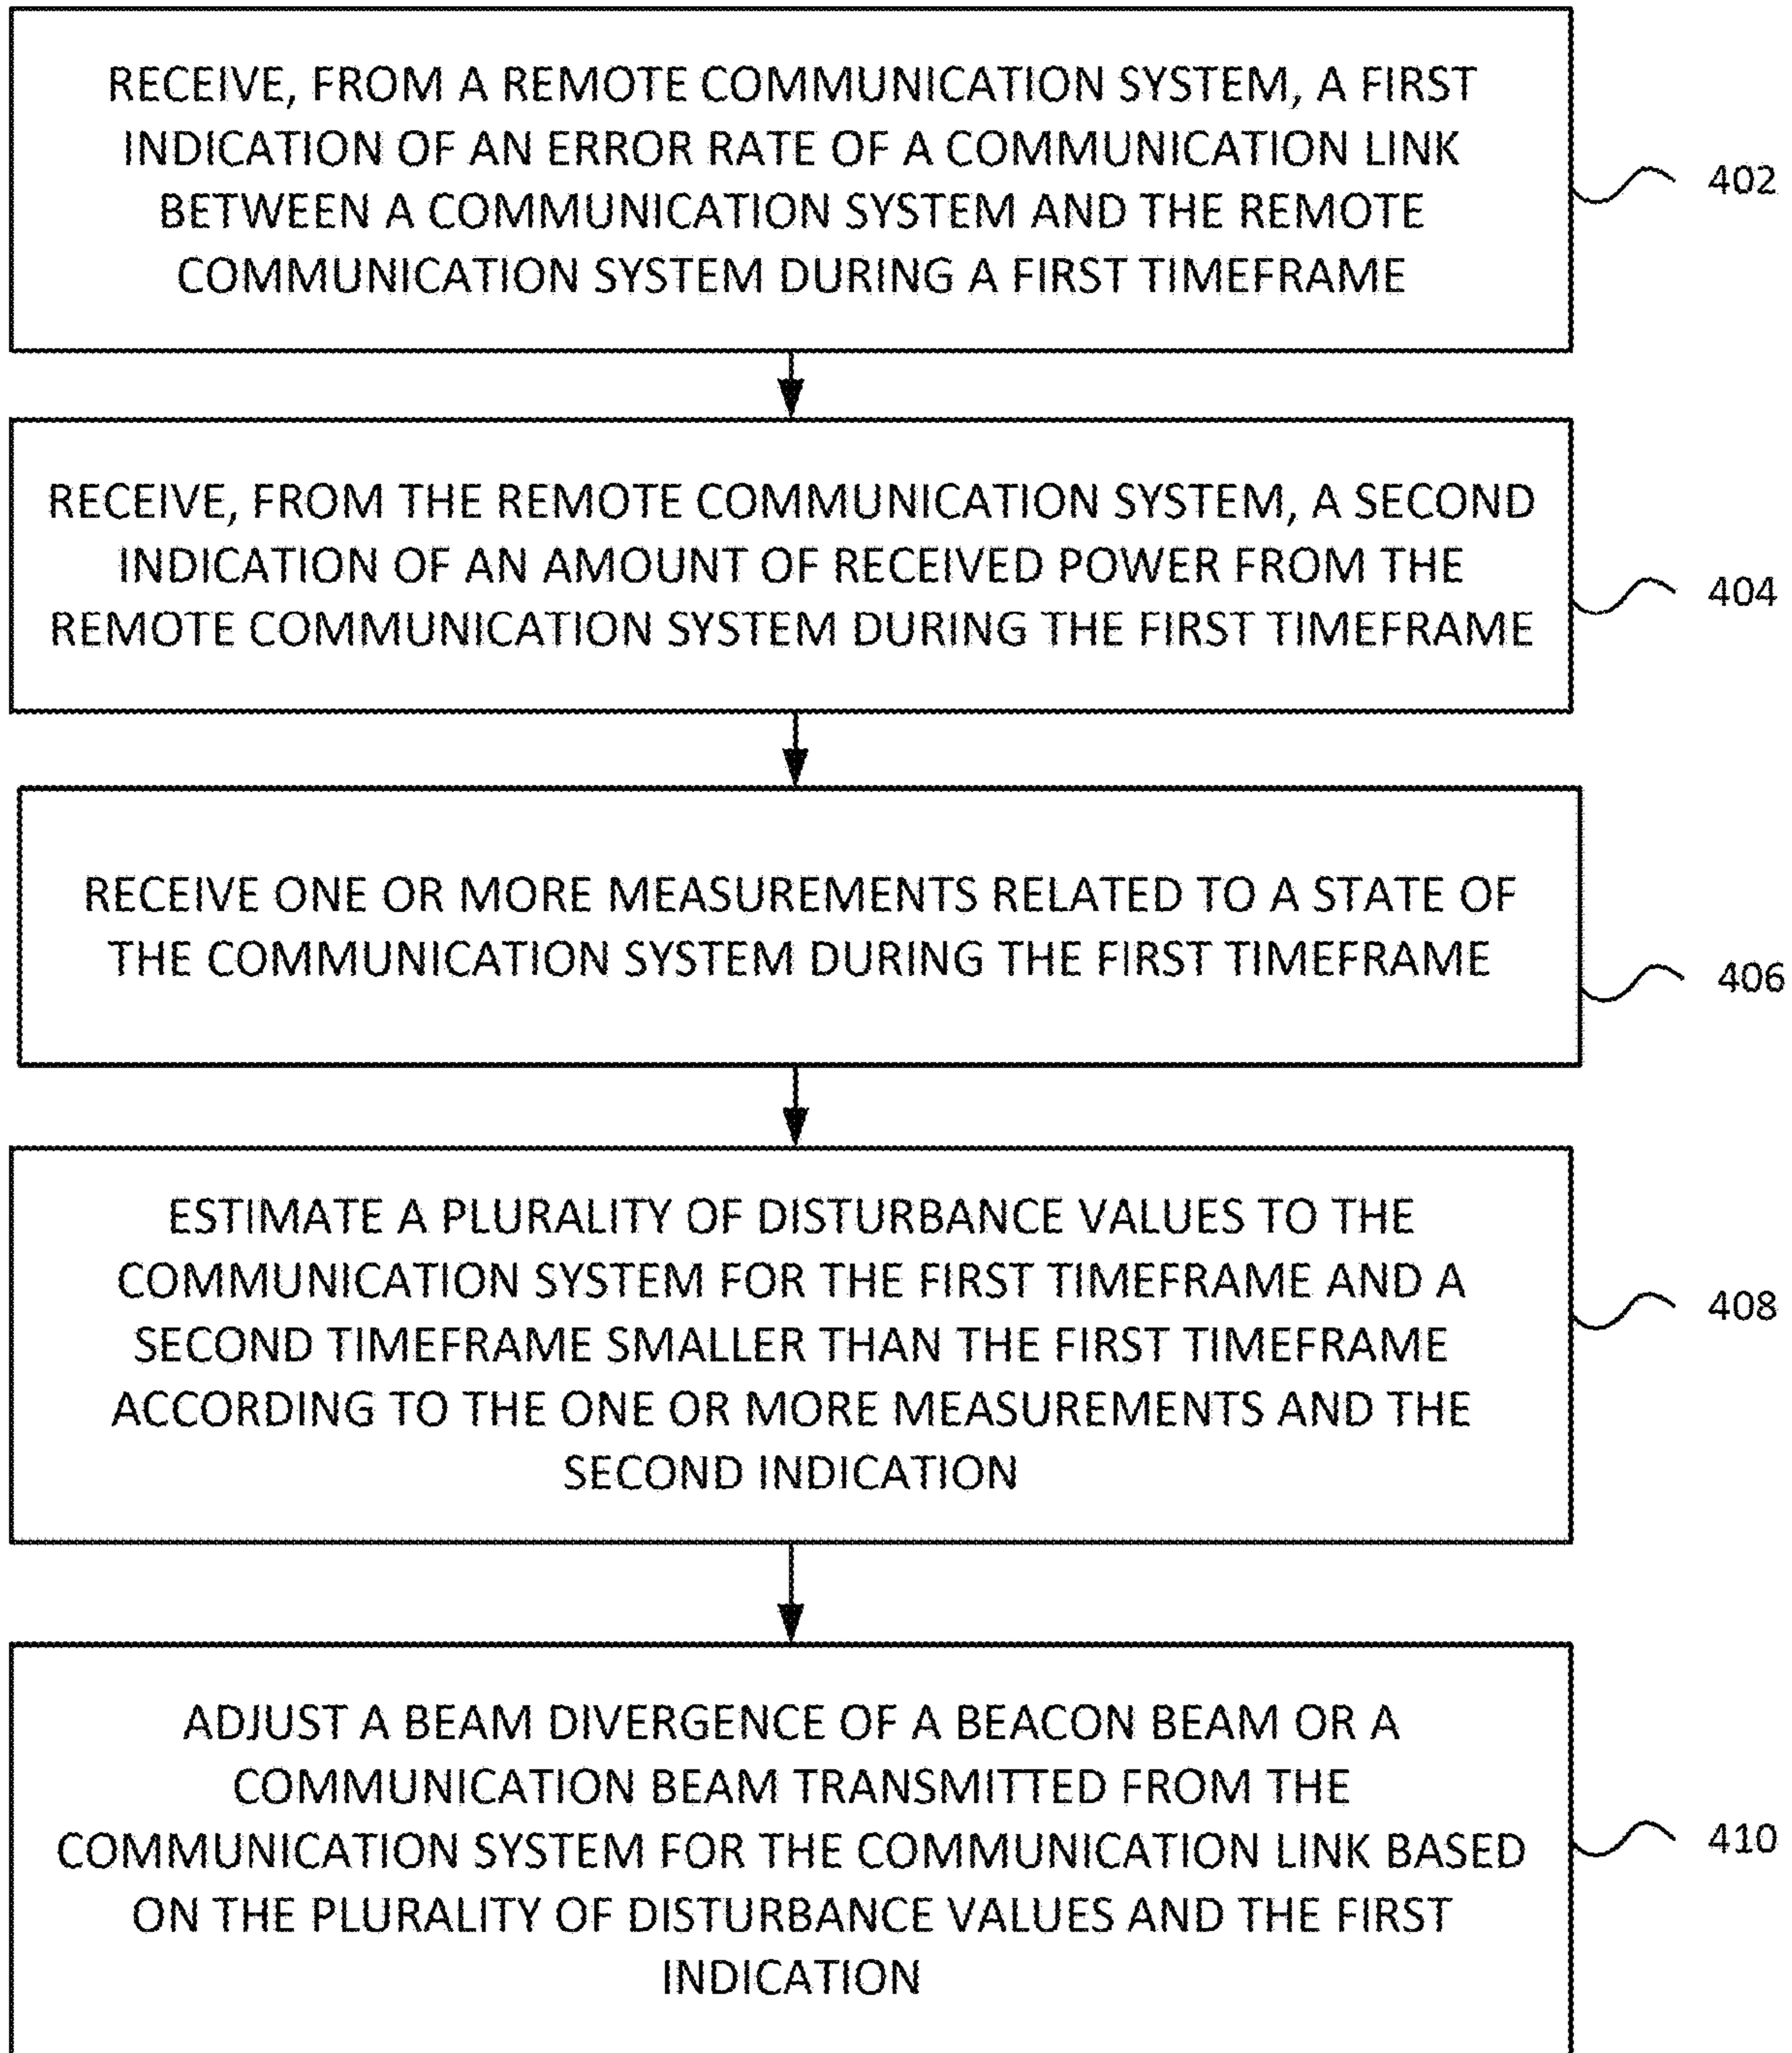 RECEIVE, FROM A REMOTE COMMUNICATION SYSTEM, A FIRST
INDICATION OF AN ERROR RATE OF A COMMUNICATION LINK
BETWEEN A COMMUNICATION SYSTEM AND THE REMOTE
COMMUNICATION SYSTEM DURING A FIRST TIMEFRAME
402
RECEIVE, FROM THE REMOTE COMMUNICATION SYSTEM, A SECOND
INDICATION OF AN AMOUNT OF RECEIVED POWER FROM THE
REMOTE COMMUNICATION SYSTEM DURING THE FIRST TIMEFRAME
404
RECEIVE ONE OR MORE MEASUREMENTS RELATED TO A STATE OF
THE COMMUNICATION SYSTEM DURING THE FIRST TIMEFRAME
406
ESTIMATE A PLURALITY OF DISTURBANCE VALUES TO THE
COMMUNICATION SYSTEM FOR THE FIRST TIMEFRAME AND A
SECOND TIMEFRAME SMALLER THAN THE FIRST TIMEFRAME
ACCORDING TO THE ONE OR MORE MEASUREMENTS AND THE
SECOND INDICATION
408
ADJUST A BEAM DIVERGENCE OF A BEACON BEAM OR A
COMMUNICATION BEAM TRANSMITTED FROM THE
COMMUNICATION SYSTEM FOR THE COMMUNICATION LINK BASED
ON THE PLURALITY OF DISTURBANCE VALUES AND THE FIRST
INDICATION
410